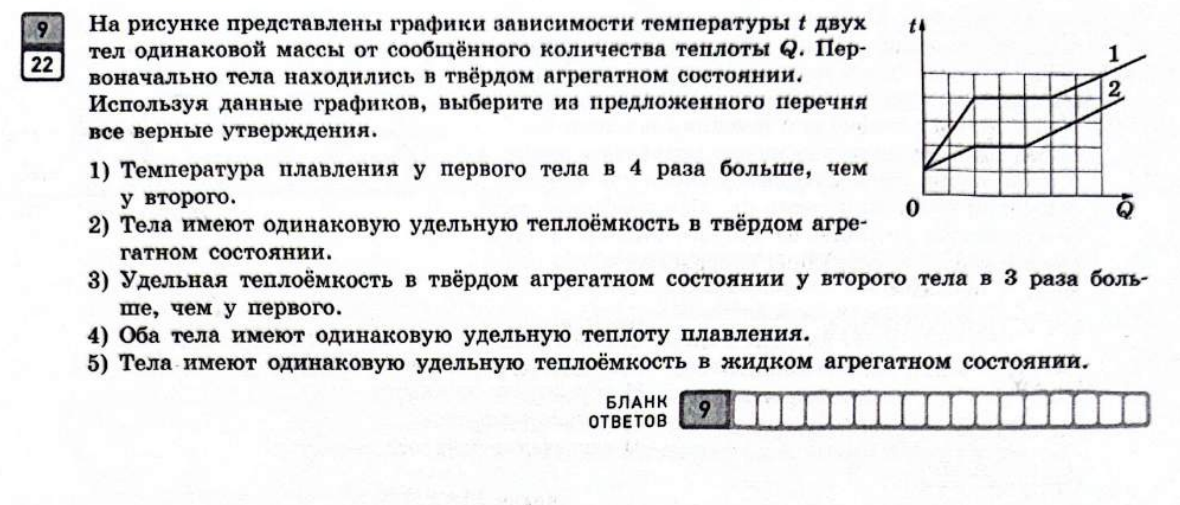 9
22
На рисунке представлены графики зависимости температуры t двух
тел одинаковой массы от сообщённого количества теплоты Q. Пер-
воначально тела находились в твёрдом агрегатном состоянии.
Используя данные графиков, выберите из предложенного перечня
все верные утверждения.
1) Температура плавления у первого тела в 4 раза больше, чем
у второго.
2) Тела имеют одинаковую удельную теплоёмкость в твёрдом агре-
гатном состоянии.
3) Удельная теплоёмкость в твёрдом агрегатном состоянии у второго тела в 3 раза боль-
ше, чем у первого.
4) Оба тела имеют одинаковую удельную теплоту плавления.
5) Тела имеют одинаковую удельную теплоёмкость в жидком агрегатном состоянии.
t
1
2
0
Q
БЛАНК
ОТВЕТОВ
9